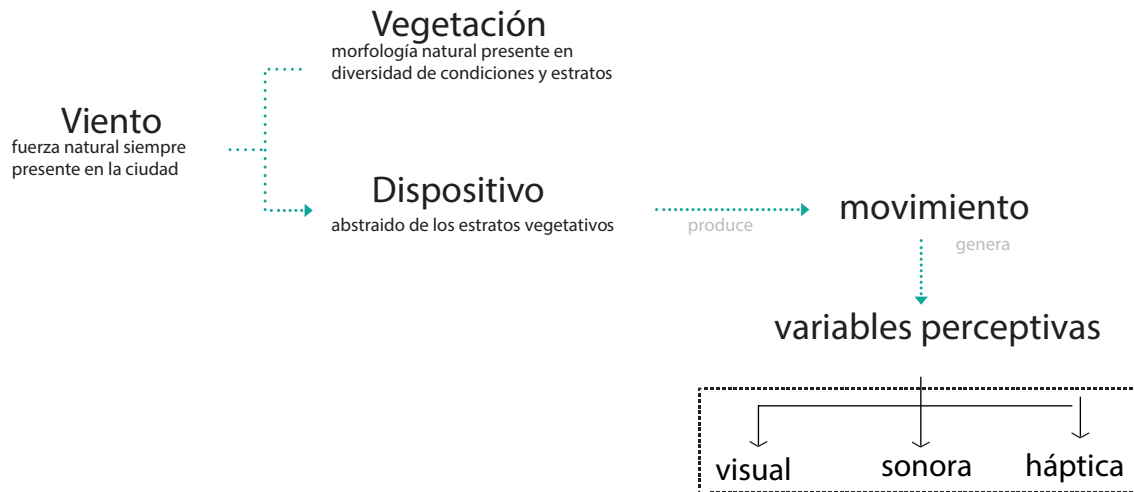 Vegetación
morfología natural presente en
diversidad de condiciones y estratos
Viento
fuerza natural siempre
presente en la ciudad
Dispositivo
abstraido de los estratos vegetativos
produce
movimiento
genera
variables perceptivas
visual
sonora
háptica